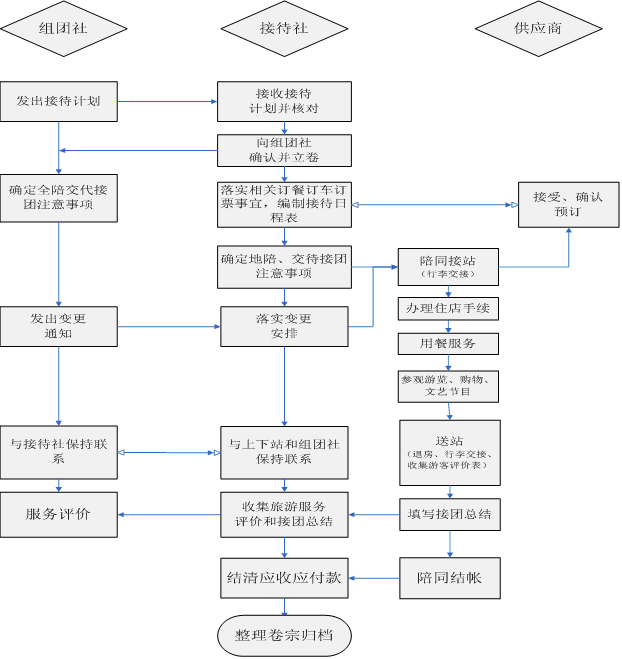 组团社
接待社
供应商
发出接待计划
接收接待
计划并核对
向组团社
确认并立卷
确定全陪交代接
团注意事项
落实相关订餐订车订
票事宜，编制接待日
程表
接受、确认
预订
确定地陪、交待接团
注意事项
陪同接站
（行李交接）
办理住店手续
发出变更
通知
落实变更
安排
用餐服务
参观游览、购物、
文艺节目
与接待社保持联
系
与上下站和组团社
保持联系
送站
（退房、行李交接、
收集游客评价表）
服务评价
收集旅游服务
评价和接团总结
填写接团总结
结清应收应付款
陪同结帐
整理卷宗归档